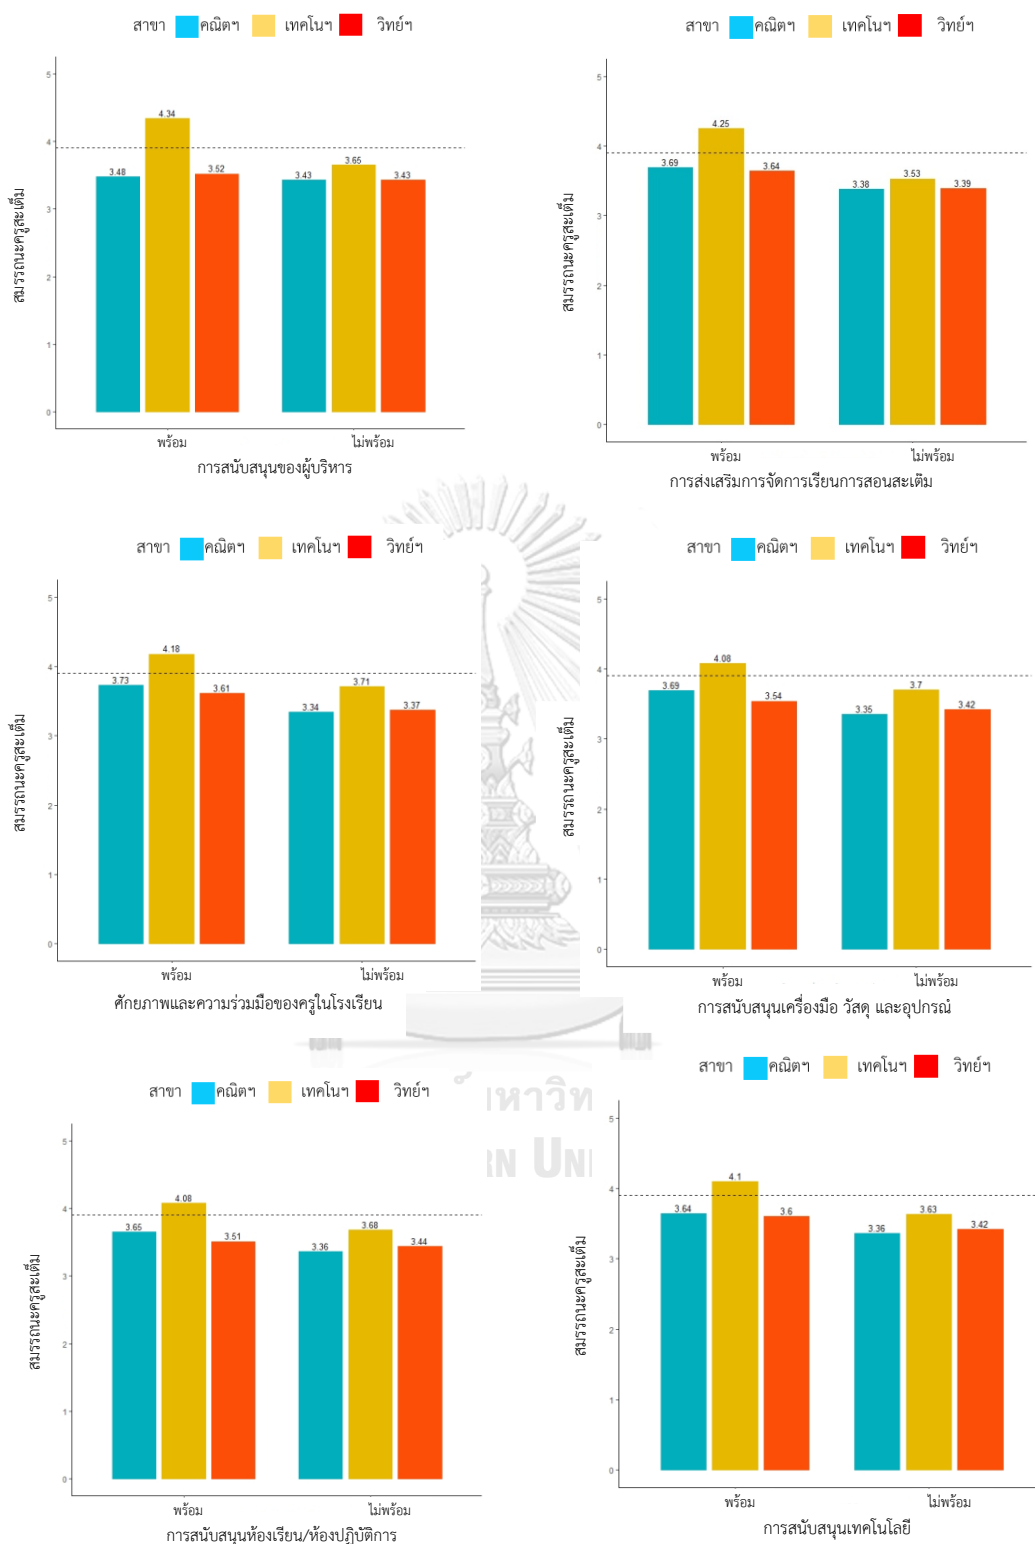 สาขา คณิตฯ เทคโนฯ วิทย์ฯ
สมรรถนะครูสะเต็ม
5
4
3
2
1
0
3.48 4.34 3.52 3.43 3.65 3.43
พร้อม ไม่พร้อม
การสนับสนุนของผู้บริหาร
สาขา คณิตฯ เทคโนฯ วิทย์ฯ
สมรรถนะครูสะเต็ม
5
4
3
2
1
0
3.69 4.25 3.64 3.38 3.53 3.39
พร้อม ไม่พร้อม
การส่งเสริมการจัดการเรียนการสอนสะเต็ม
สาขา คณิตฯ เทคโนฯ วิทย์ฯ
สมรรถนะครูสะเต็ม
5
4
3
2
1
0
3.73 4.18 3.61 3.34 3.71 3.37
พร้อม ไม่พร้อม
ศักยภาพและความร่วมมือของครูในโรงเรียน
สาขา คณิตฯ เทคโนฯ วิทย์ฯ
สมรรถนะครูสะเต็ม
5
4
3
2
1
0
3.69 4.08 3.54 3.35 3.7 3.42
พร้อม ไม่พร้อม
การสนับสนุนเครื่องมือ วัสดุ และอุปกรณ์
สาขา คณิตฯ เทคโนฯ วิทย์ฯ
สมรรถนะครูสะเต็ม
5
4
3
2
1
0
3.65 4.08 3.51 3.36 3.68 3.44
พร้อม ไม่พร้อม
การสนับสนุนห้องเรียน/ห้องปฏิบัติการ
สาขา คณิตฯ เทคโนฯ วิทย์ฯ
สมรรถนะครูสะเต็ม
5
4
3
2
1
0
3.64 4.1 3.6 3.36 3.63 3.42
พร้อม ไม่พร้อม
การสนับสนุนเทคโนโลยี